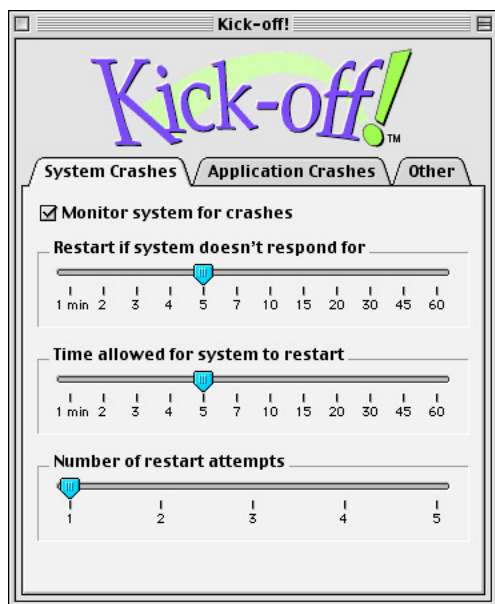 Kick-off!
Kick-off!™
System Crashes Application Crashes Other
Monitor system for crashes
Restart if system doesn't respond for
1 min 2 3 4 5 7 10 15 20 30 45 60
Time allowed for system to restart
1 min 2 3 4 5 7 10 15 20 30 45 60
Number of restart attempts
1 2 3 4 5